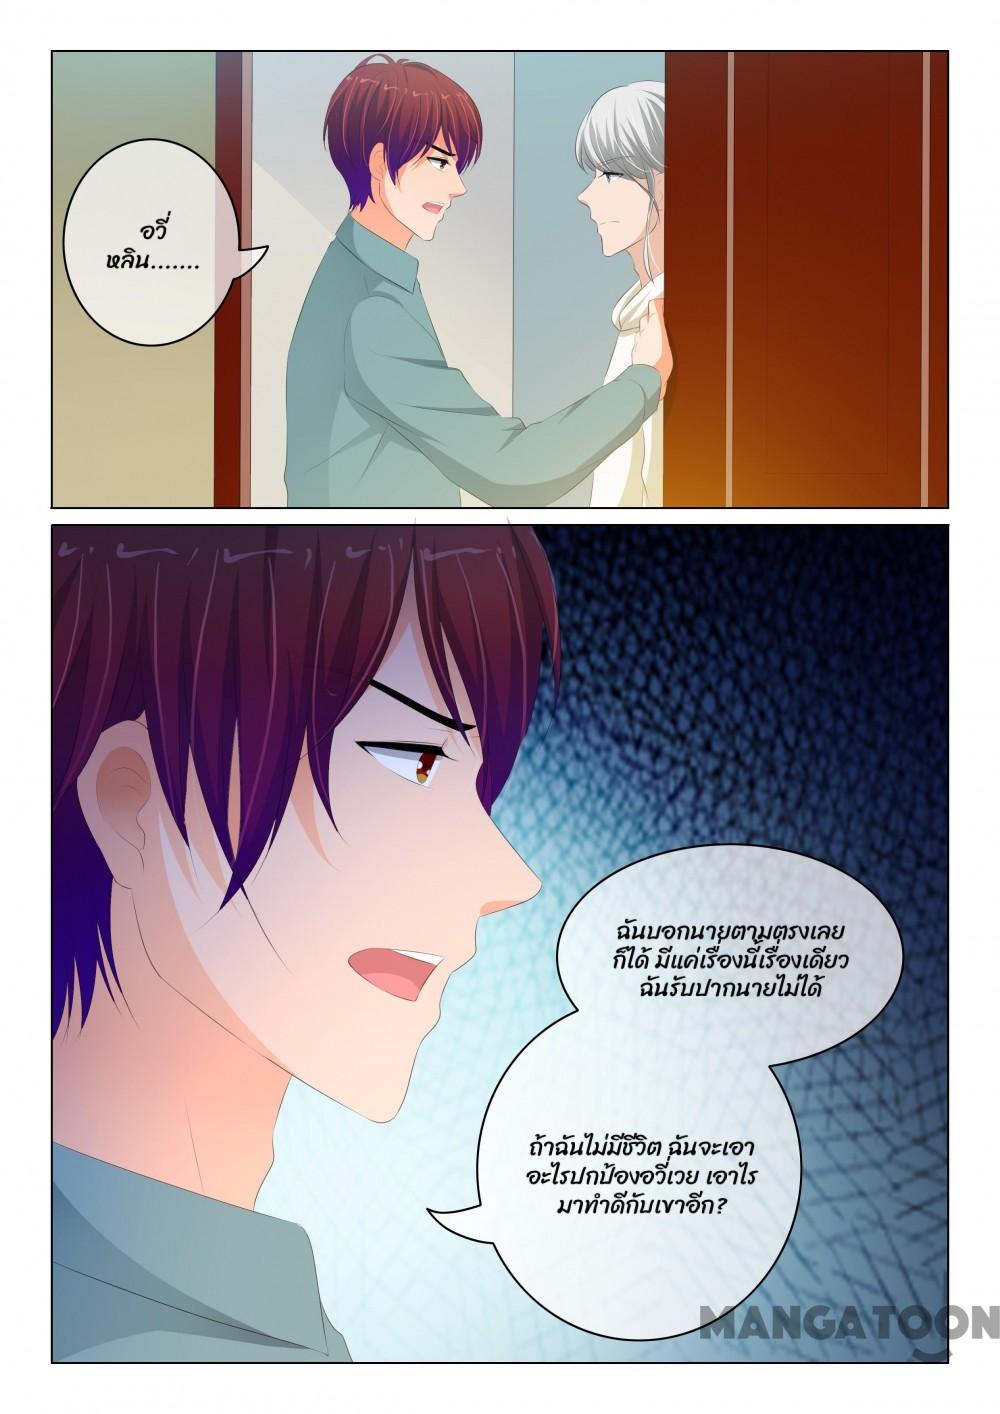 อวี่
หลิน.......
ฉันบอกนายตามตรงเลย
ก็ได้ มีแค่เรื่องนี้เรื่องเดียว
ฉันรับปากนายไม่ได้
ถ้าฉันไม่มีชีวิต ฉันจะเอา
อะไรปกป้องอวี่เวย เอาไร
มาทำดีกับเขาอีก?
MANGATOON